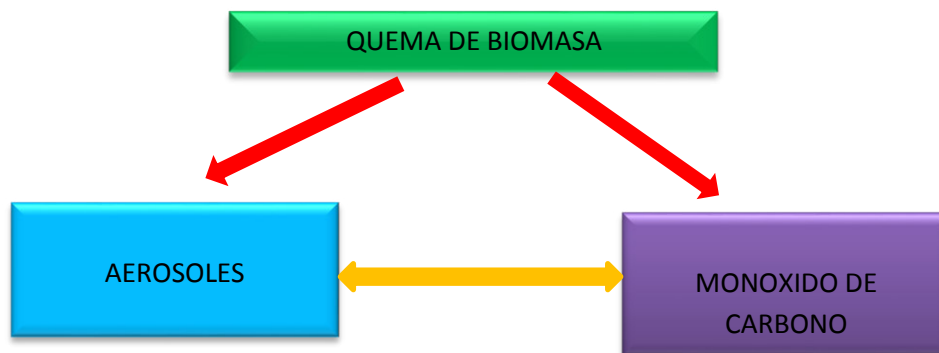 QUEMA DE BIOMASA
AEROSOLES
MONOXIDO DE
CARBONO